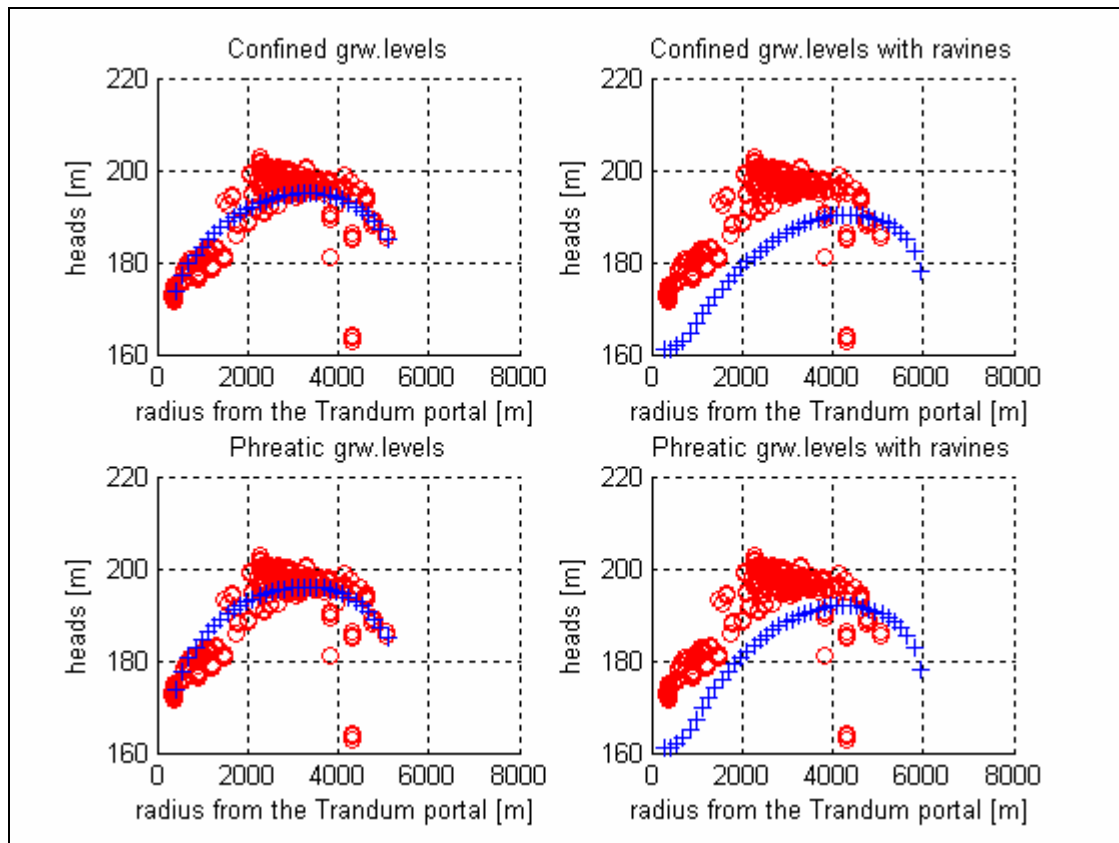 Confined grw.levels
220
200
180
160
heads [m]
0 2000 4000 6000 8000
radius from the Trandum portal [m]
Confined grw.levels with ravines
220
200
180
160
heads [m]
0 2000 4000 6000 8000
radius from the Trandum portal [m]
Phreatic grw.levels
220
200
180
160
heads [m]
0 2000 4000 6000 8000
radius from the Trandum portal [m]
Phreatic grw.levels with ravines
220
200
180
160
heads [m]
0 2000 4000 6000 8000
radius from the Trandum portal [m]